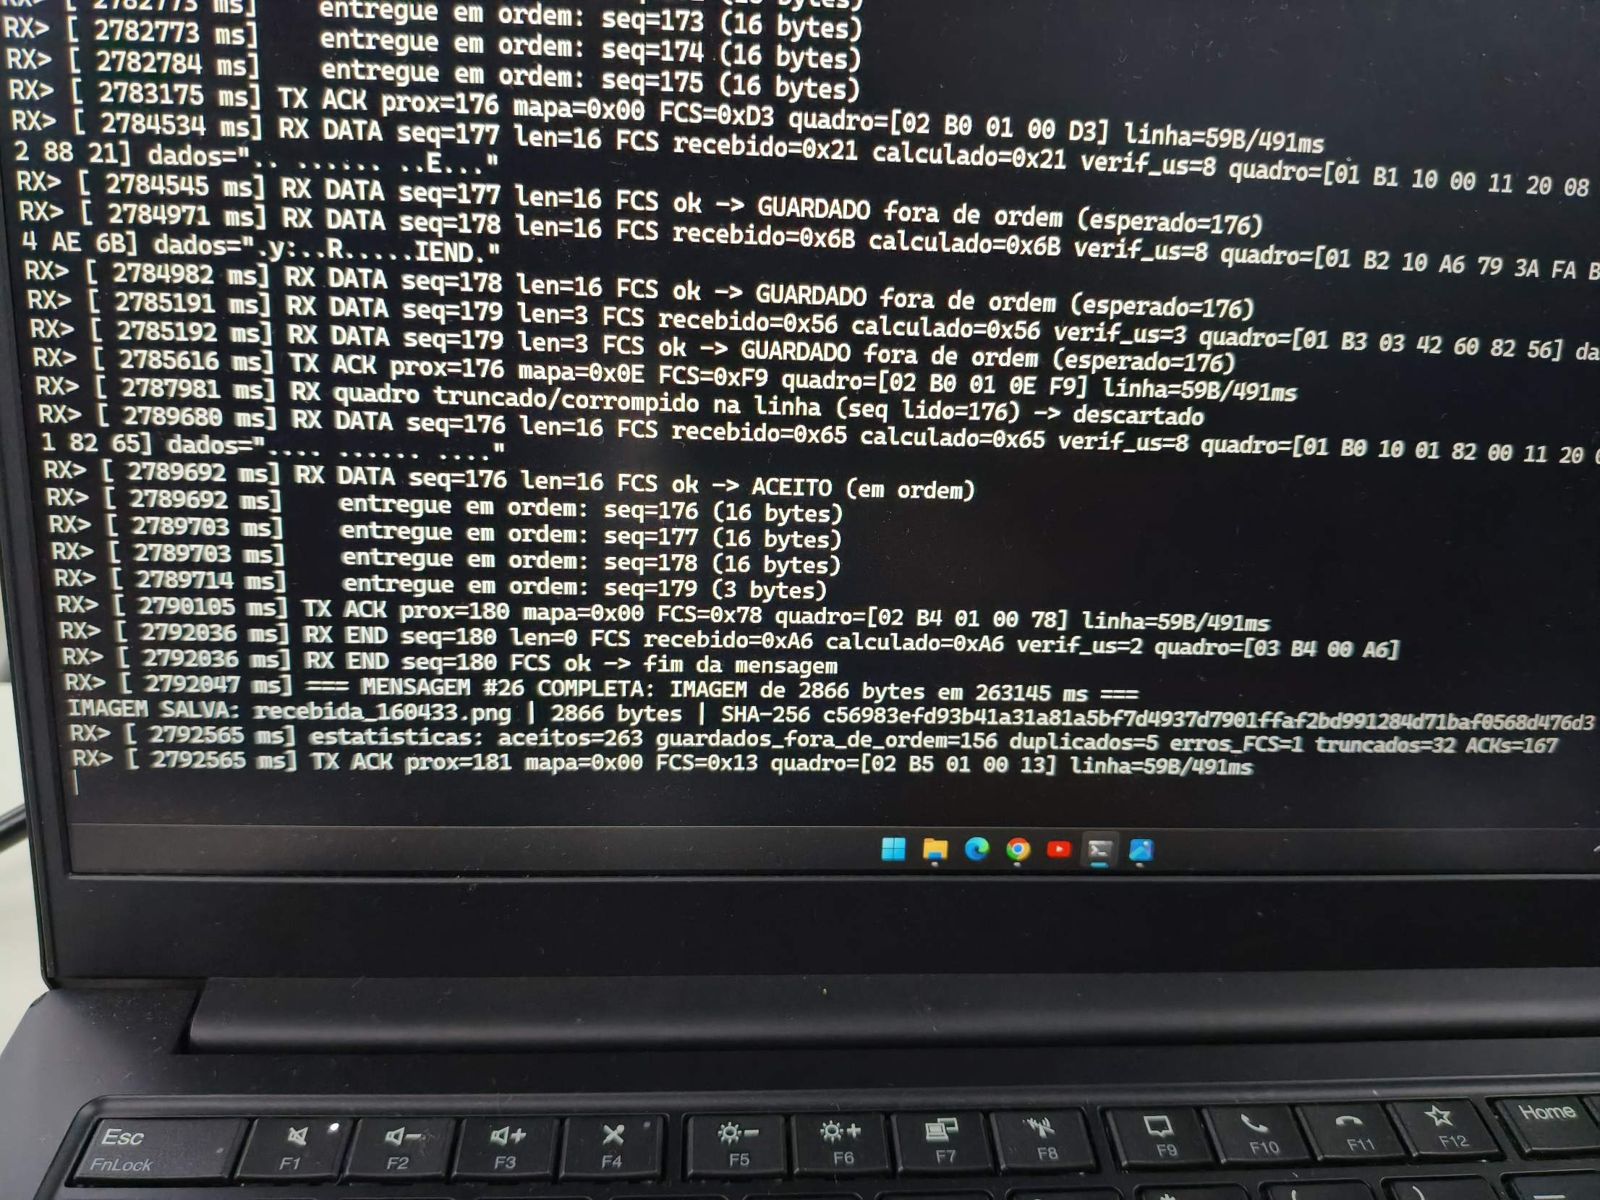 RX> [ 2782773 ms] entregue em ordem: seq=173 (16 bytes)
RX> [ 2782773 ms] entregue em ordem: seq=174 (16 bytes)
RX> [ 2782784 ms] entregue em ordem: seq=175 (16 bytes)
RX> [ 2783175 ms] TX ACK prox=176 mapa=0x00 FCS=0xD3 quadro=[02 B0 01 00 D3] linha=59B/491ms
RX> [ 2784534 ms] RX DATA seq=177 len=16 FCS recebido=0x21 calculado=0x21 verif_us=8 quadro=[01 B1 10 00 11 20 08
2 88 21] dados=".. ...... ..E..."
RX> [ 2784545 ms] RX DATA seq=177 len=16 FCS ok -> GUARDADO fora de ordem (esperado=176)
RX> [ 2784971 ms] RX DATA seq=178 len=16 FCS recebido=0x6B calculado=0x6B verif_us=8 quadro=[01 B2 10 A6 79 3A FA B
4 AE 6B] dados=".y:..R.....IEND."
RX> [ 2784982 ms] RX DATA seq=178 len=16 FCS ok -> GUARDADO fora de ordem (esperado=176)
RX> [ 2785191 ms] RX DATA seq=179 len=3 FCS recebido=0x56 calculado=0x56 verif_us=3 quadro=[01 B3 03 42 60 82 56] da
RX> [ 2785192 ms] RX DATA seq=179 len=3 FCS ok -> GUARDADO fora de ordem (esperado=176)
RX> [ 2785616 ms] TX ACK prox=176 mapa=0x0E FCS=0xF9 quadro=[02 B0 01 0E F9] linha=59B/491ms
RX> [ 2787981 ms] RX quadro truncado/corrompido na linha (seq lido=176) -> descartado
RX> [ 2789680 ms] RX DATA seq=176 len=16 FCS recebido=0x65 calculado=0x65 verif_us=8 quadro=[01 B0 10 01 82 00 11 20
1 82 65] dados=".... ...... ...."
RX> [ 2789692 ms] RX DATA seq=176 len=16 FCS ok -> ACEITO (em ordem)
RX> [ 2789692 ms] entregue em ordem: seq=176 (16 bytes)
RX> [ 2789703 ms] entregue em ordem: seq=177 (16 bytes)
RX> [ 2789703 ms] entregue em ordem: seq=178 (16 bytes)
RX> [ 2789714 ms] entregue em ordem: seq=179 (3 bytes)
RX> [ 2790105 ms] TX ACK prox=180 mapa=0x00 FCS=0x78 quadro=[02 B4 01 00 78] linha=59B/491ms
RX> [ 2792036 ms] RX END seq=180 len=0 FCS recebido=0xA6 calculado=0xA6 verif_us=2 quadro=[03 B4 00 A6]
RX> [ 2792036 ms] RX END seq=180 FCS ok -> fim da mensagem
RX> [ 2792047 ms] === MENSAGEM #26 COMPLETA: IMAGEM de 2866 bytes em 263145 ms ===
IMAGEM SALVA: recebida_160433.png | 2866 bytes | SHA-256 c56983efd93b41a31a81a5bf7d4937d7901ffaf2bd991284d71baf0568d476d3
RX> [ 2792565 ms] estatisticas: aceitos=263 guardados_fora_de_ordem=156 duplicados=5 erros_FCS=1 truncados=32 ACKs=167
RX> [ 2792565 ms] TX ACK prox=181 mapa=0x00 FCS=0x13 quadro=[02 B5 01 00 13] linha=59B/491ms
Esc
FnLock
F1
F2
F3
F4
F5
F6
F7
F8
F9
F10
F11
F12
Home